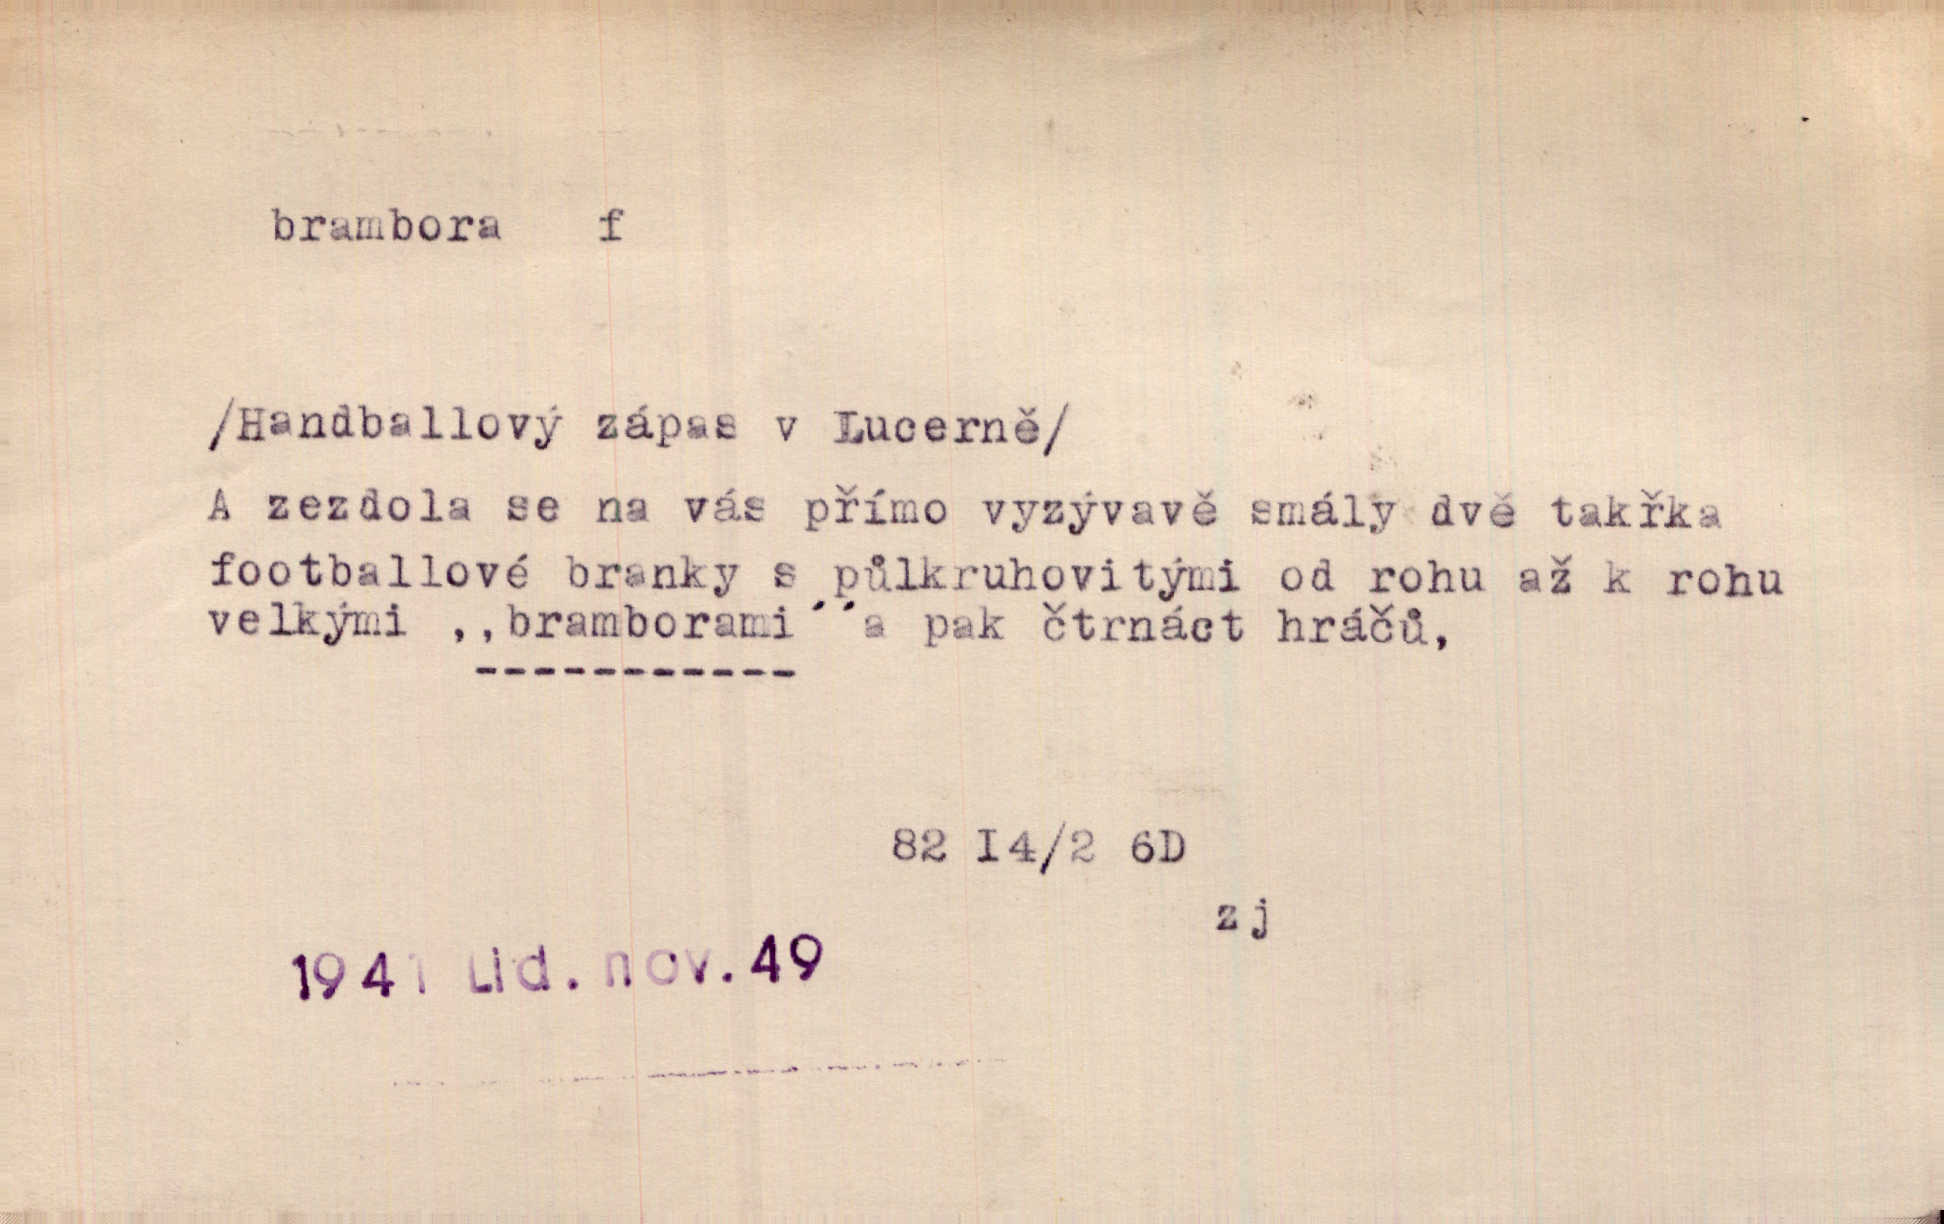 brambora f
/Handballový zápas v Lucerně/
A zezdola se na vás přímo vyzývavě smály dvě takřka
footballové branky s půlkruhovitými od rohu až k rohu
velkými ,,bramborami´´a pak čtrnáct hráčů,
82 I4/2 6D
zj
1941 Lid. nov. 49